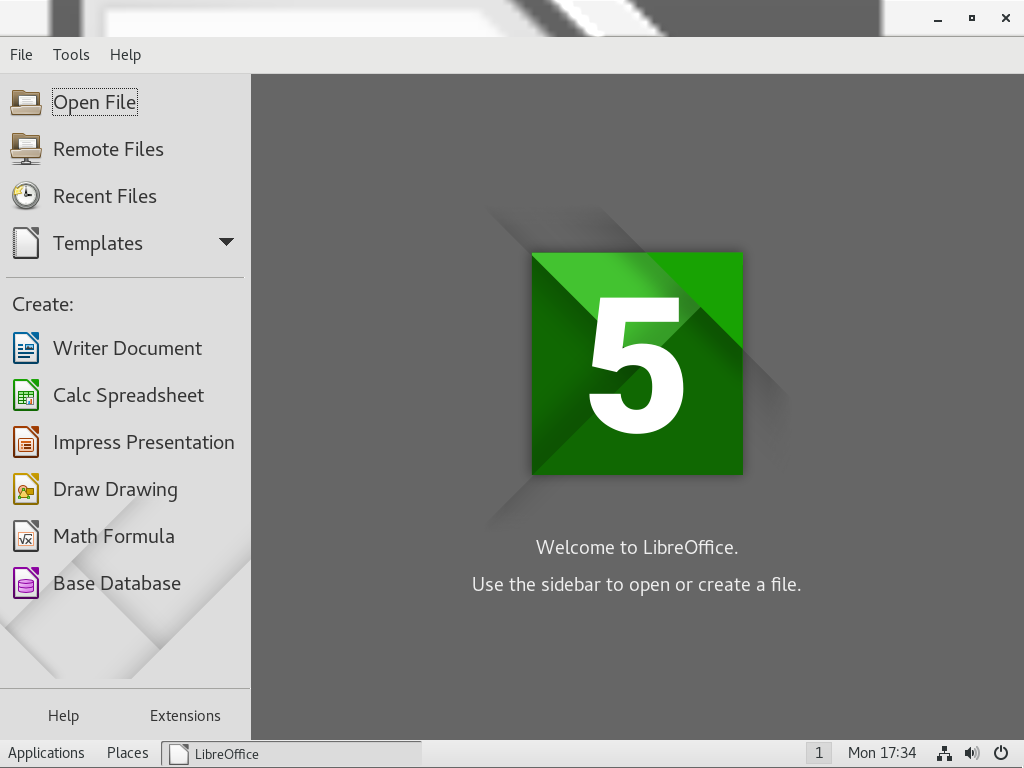 File Tools Help
Open File
Remote Files
Recent Files
Templates
Create:
Writer Document
Calc Spreadsheet
Impress Presentation
Draw Drawing
Math Formula
Base Database
Help Extensions
5
Welcome to LibreOffice.
Use the sidebar to open or create a file.
Applications Places LibreOffice 1 Mon 17:34